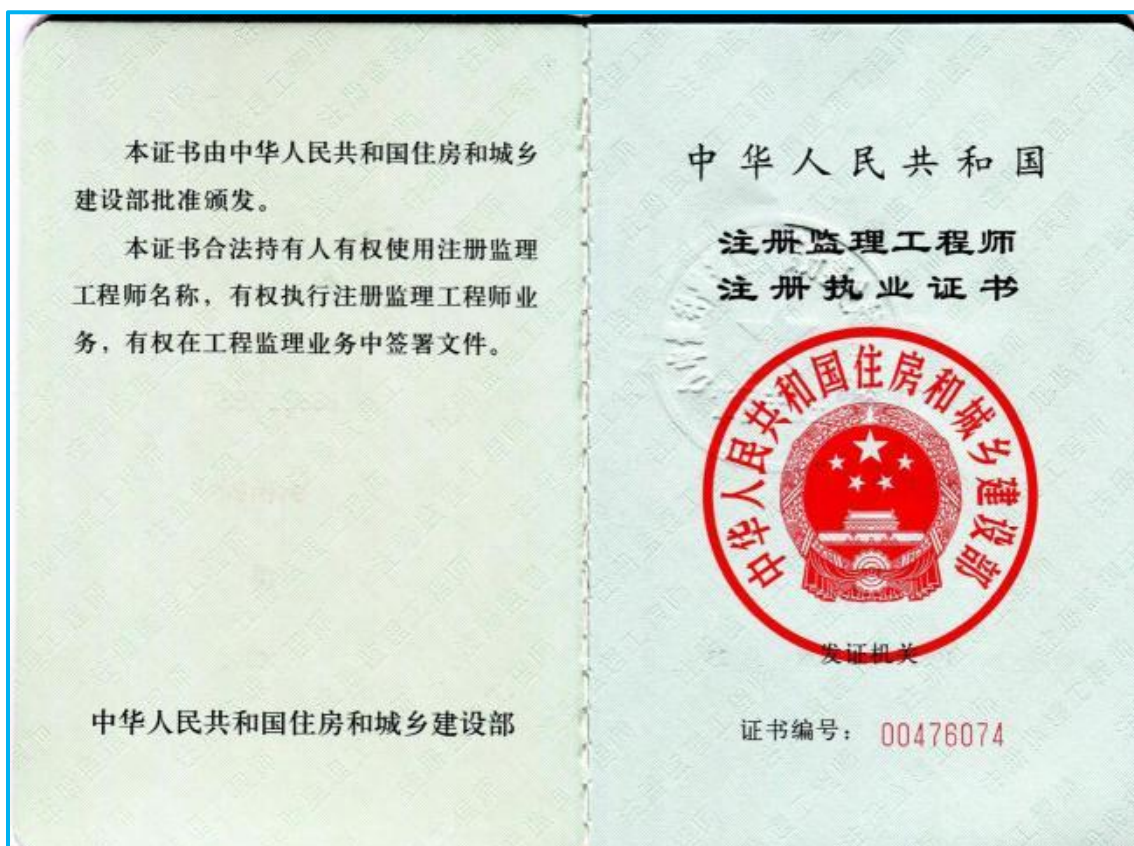 本证书由中华人民共和国住房和城乡
建设部批准颁发。
本证书合法持有人有权使用注册监理
工程师名称，有权执行注册监理工程师业
务，有权在工程监理业务中签署文件。
中华人民共和国住房和城乡建设部
中华人民共和国
注册监理工程师
注册执业证书
中华人民共和国住房和城乡建设部
发证机关
证书编号： 00476074